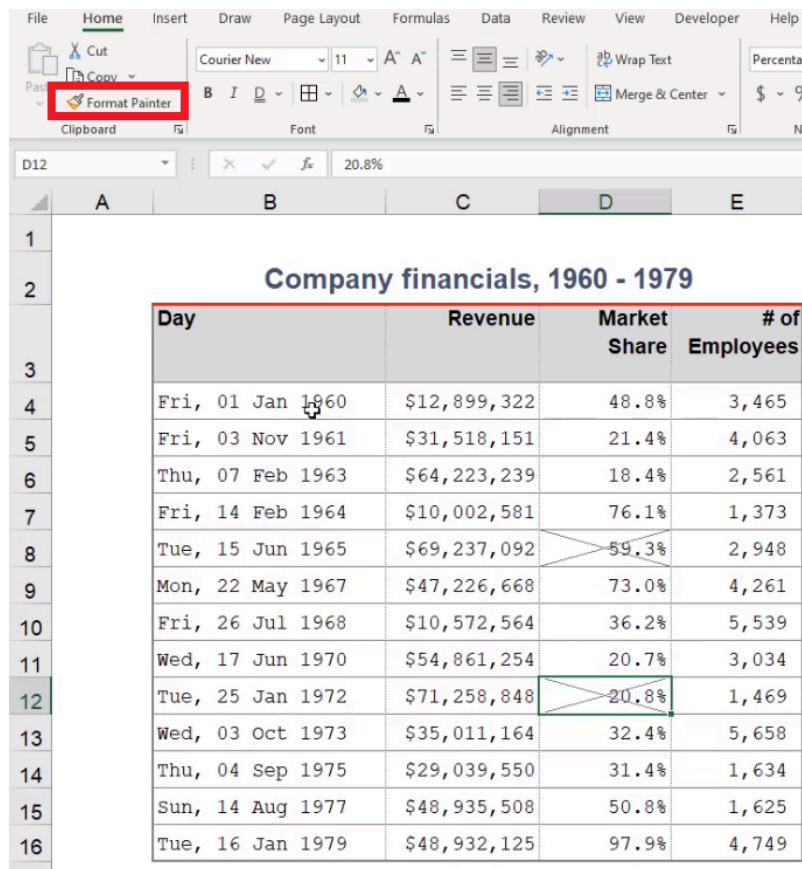 File Home Insert Draw Page Layout Formulas Data Review View Developer Help
Cut
Copy
Format Painter
Courier New 11 A^ A˅ Wrap Text
B I D A Merge & Center $
Clipboard Font Alignment
D12 fx 20.8%
A B C D E
1
2 Company financials, 1960 - 1979
3 Day Revenue Market Share # of Employees
4 Fri, 01 Jan 1960 $12,899,322 48.8% 3,465
5 Fri, 03 Nov 1961 $31,518,151 21.4% 4,063
6 Thu, 07 Feb 1963 $64,223,239 18.4% 2,561
7 Fri, 14 Feb 1964 $10,002,581 76.1% 1,373
8 Tue, 15 Jun 1965 $69,237,092 59.3% 2,948
9 Mon, 22 May 1967 $47,226,668 73.0% 4,261
10 Fri, 26 Jul 1968 $10,572,564 36.2% 5,539
11 Wed, 17 Jun 1970 $54,861,254 20.7% 3,034
12 Tue, 25 Jan 1972 $71,258,848 20.8% 1,469
13 Wed, 03 Oct 1973 $35,011,164 32.4% 5,658
14 Thu, 04 Sep 1975 $29,039,550 31.4% 1,634
15 Sun, 14 Aug 1977 $48,935,508 50.8% 1,625
16 Tue, 16 Jan 1979 $48,932,125 97.9% 4,749